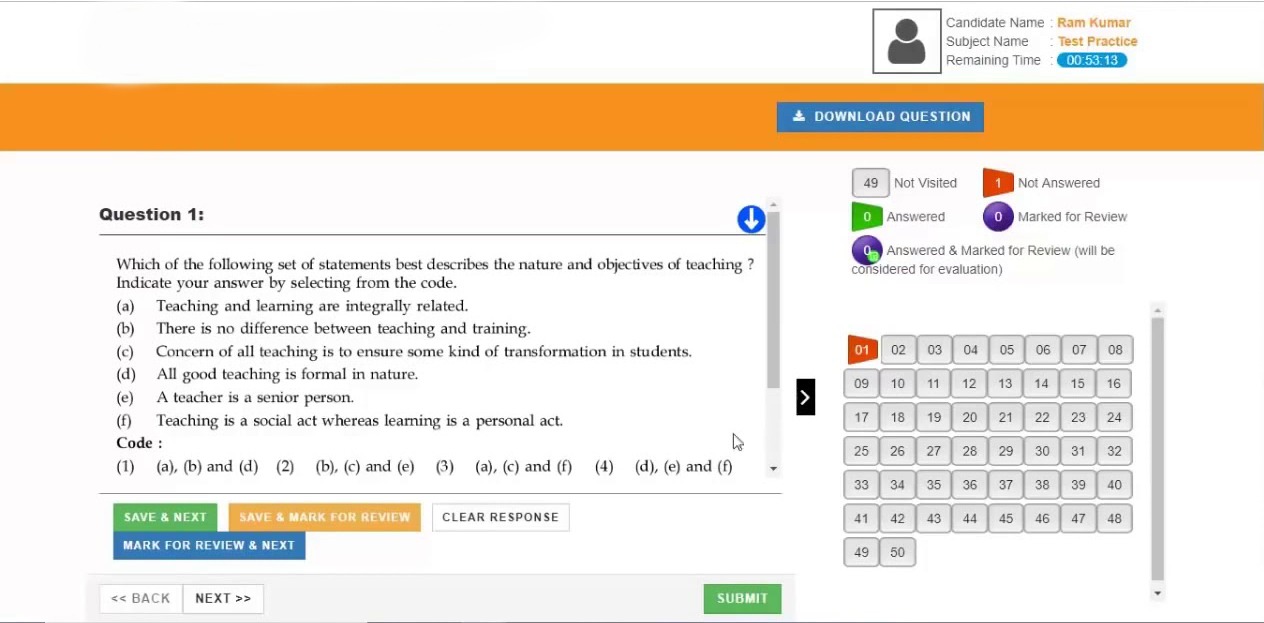 Candidate Name : Ram Kumar
Subject Name : Test Practice
Remaining Time : 00:53:13
DOWNLOAD QUESTION
49 Not Visited 1 Not Answered
0 Answered 0 Marked for Review
0 Answered & Marked for Review (will be
considered for evaluation)
Question 1:
Which of the following set of statements best describes the nature and objectives of teaching ?
Indicate your answer by selecting from the code.
(a) Teaching and learning are integrally related.
(b) There is no difference between teaching and training.
(c) Concern of all teaching is to ensure some kind of transformation in students.
(d) All good teaching is formal in nature.
(e) A teacher is a senior person.
(f) Teaching is a social act whereas learning is a personal act.
Code :
(1) (a), (b) and (d) (2) (b), (c) and (e) (3) (a), (c) and (f) (4) (d), (e) and (f)
SAVE & NEXT SAVE & MARK FOR REVIEW CLEAR RESPONSE
MARK FOR REVIEW & NEXT
<< BACK NEXT >> SUBMIT
01 02 03 04 05 06 07 08
09 10 11 12 13 14 15 16
17 18 19 20 21 22 23 24
25 26 27 28 29 30 31 32
33 34 35 36 37 38 39 40
41 42 43 44 45 46 47 48
49 50